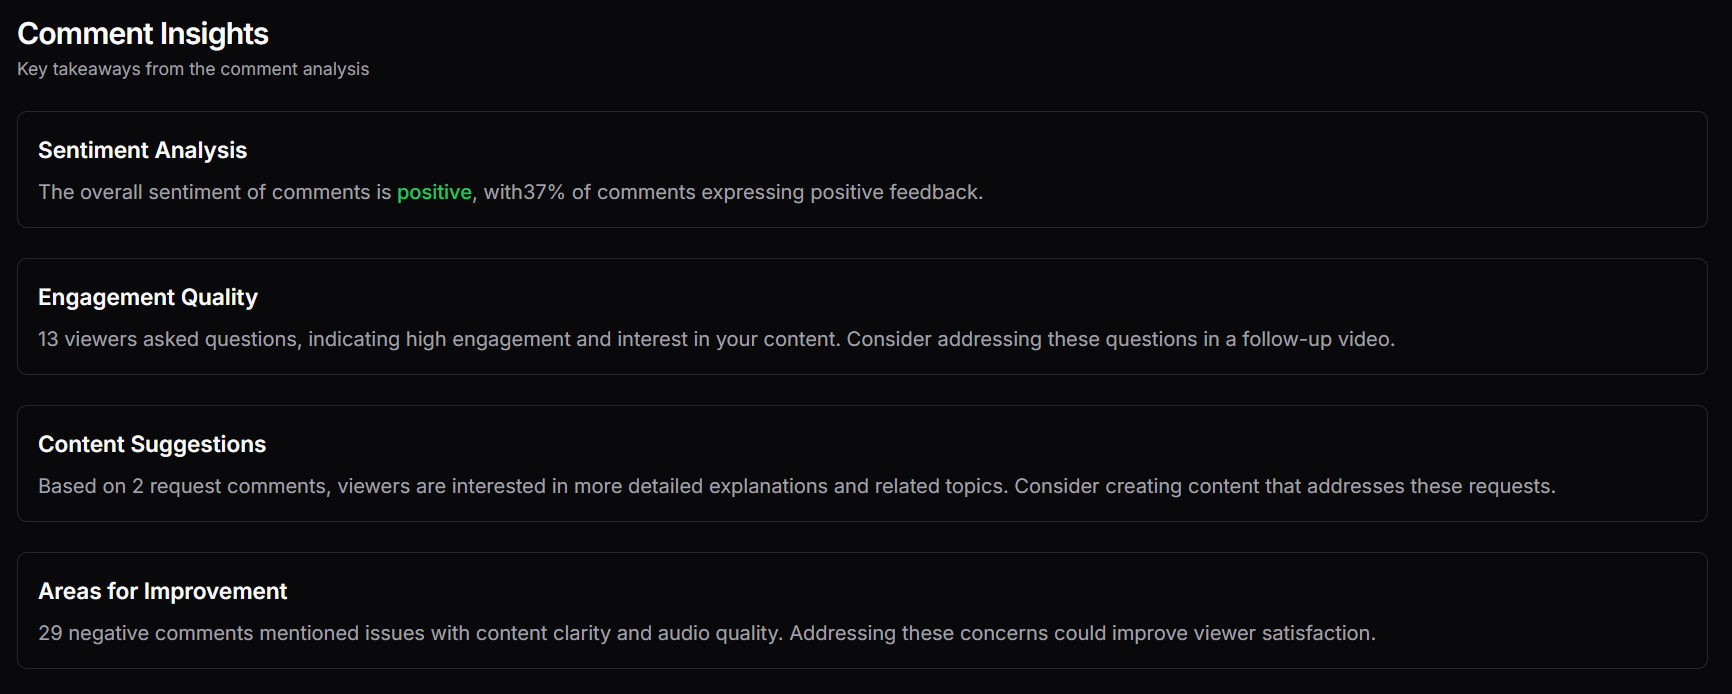 Comment Insights
Key takeaways from the comment analysis
Sentiment Analysis
The overall sentiment of comments is positive, with37% of comments expressing positive feedback.
Engagement Quality
13 viewers asked questions, indicating high engagement and interest in your content. Consider addressing these questions in a follow-up video.
Content Suggestions
Based on 2 request comments, viewers are interested in more detailed explanations and related topics. Consider creating content that addresses these requests.
Areas for Improvement
29 negative comments mentioned issues with content clarity and audio quality. Addressing these concerns could improve viewer satisfaction.